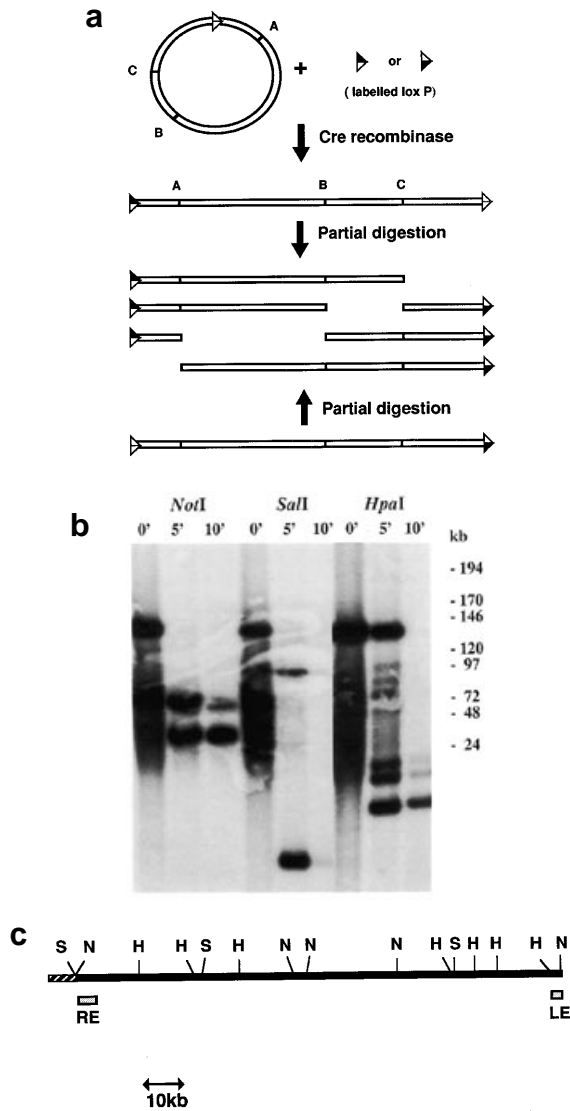 a
A
C
B
+
or
( labelled lox P)
Cre recombinase
A B C
Partial digestion
Partial digestion
b
NotI SalI HpaI
0' 5' 10' 0' 5' 10' 0' 5' 10'
kb
- 194
- 170
- 146
- 120
- 97
- 72
- 48
- 24
c
S N H H S H N N N H S H H H N
RE LE
10kb